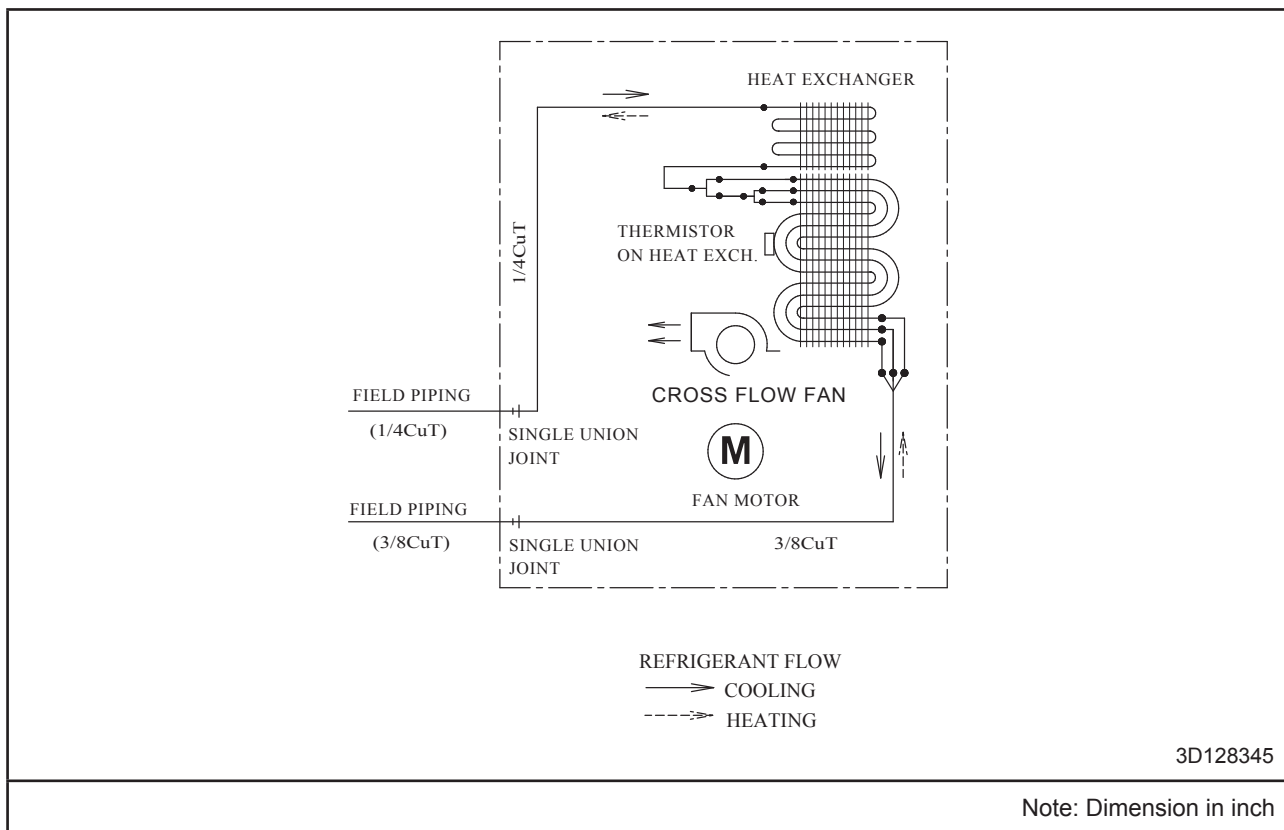 HEAT EXCHANGER
1/4CuT
THERMISTOR
ON HEAT EXCH.
CROSS FLOW FAN
FIELD PIPING
(1/4CuT)
SINGLE UNION
JOINT
M
FAN MOTOR
FIELD PIPING
(3/8CuT)
SINGLE UNION
JOINT
3/8CuT
REFRIGERANT FLOW
COOLING
HEATING
3D128345
Note: Dimension in inch